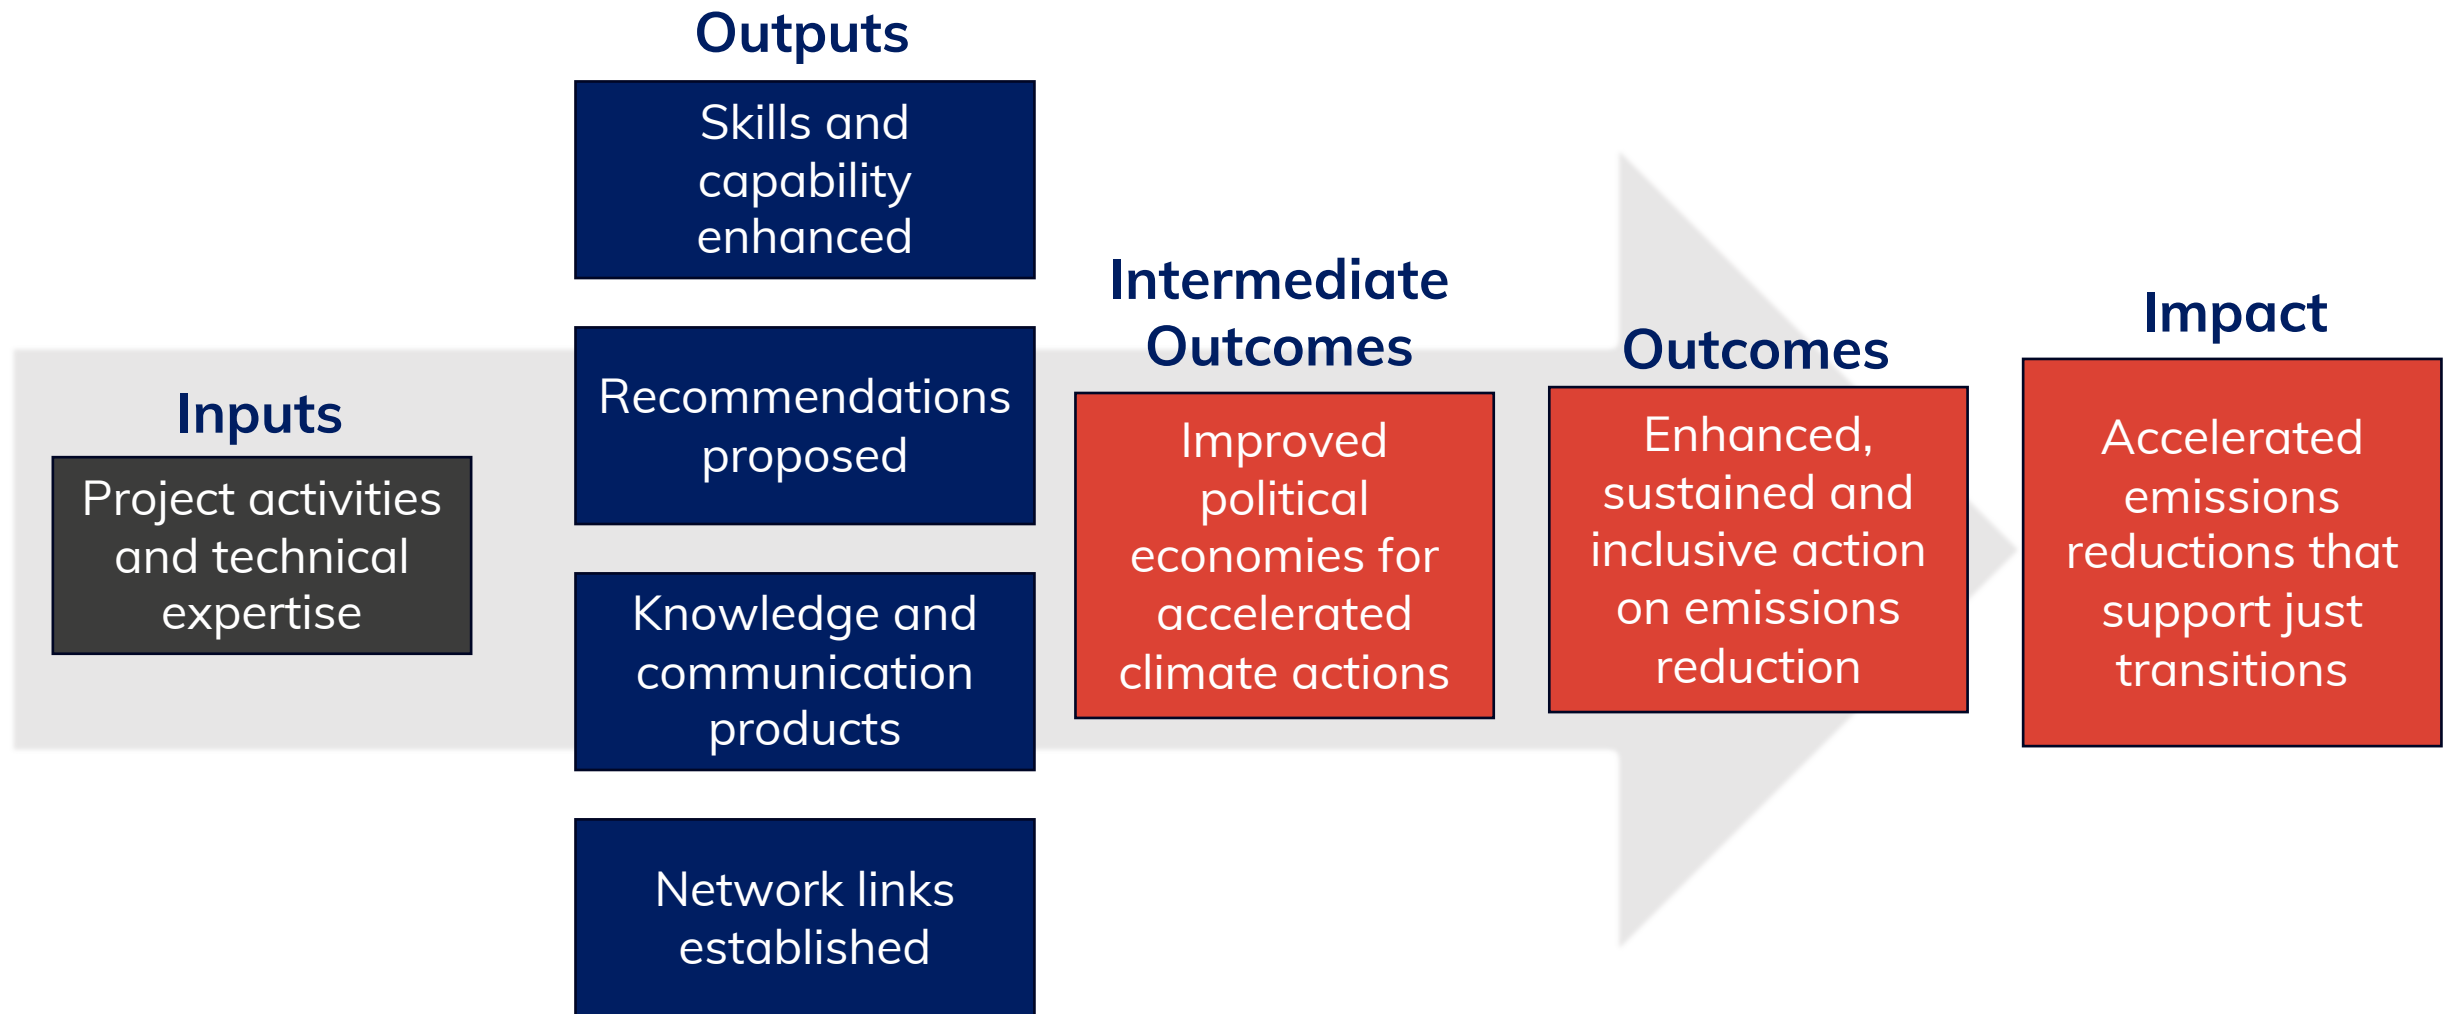 Inputs
Project activities
and technical
expertise
Outputs
Skills and
capability
enhanced
Recommendations
proposed
Knowledge and
communication
products
Network links
established
Intermediate
Outcomes
Improved
political
economies for
accelerated
climate actions
Outcomes
Enhanced,
sustained and
inclusive action
on emissions
reduction
Impact
Accelerated
emissions
reductions that
support just
transitions